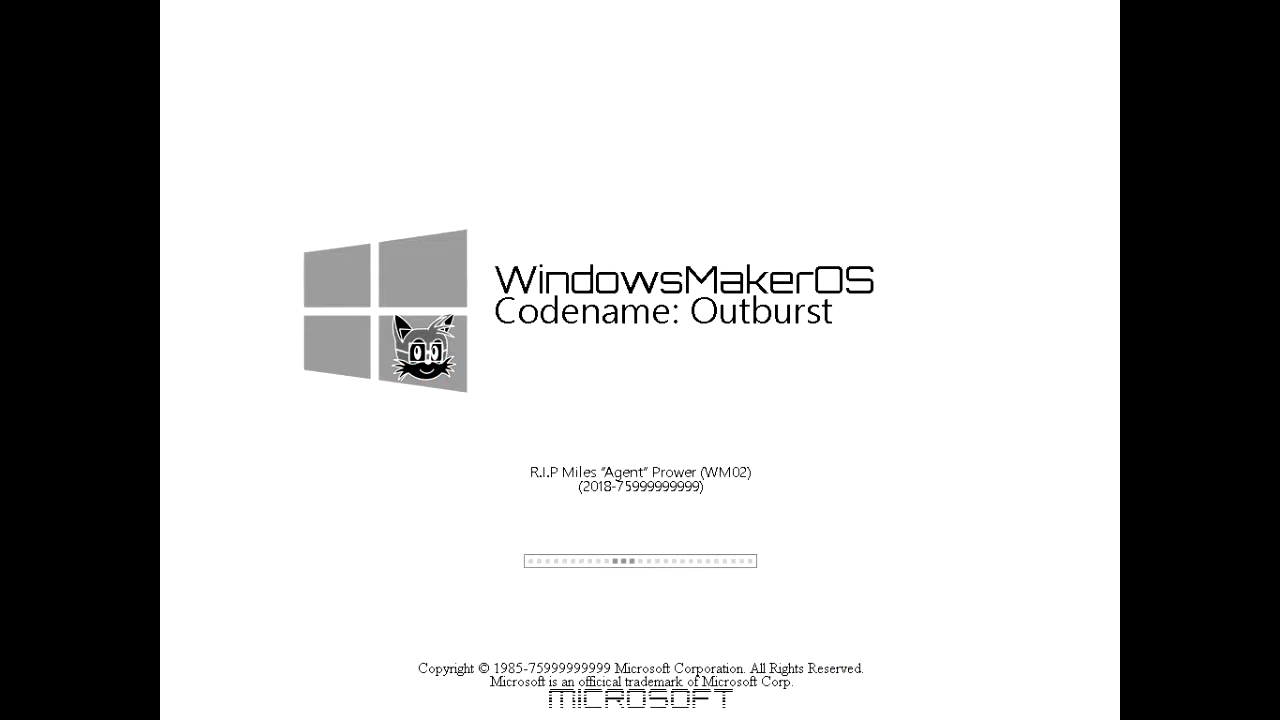 WindowsMakerOS
Codename: Outburst
R.I.P Miles "Agent" Prower (WM02)
(2018-75999999999)
Copyright © 1985-75999999999 Microsoft Corporation. All Rights Reserved.
Microsoft is an officical trademark of Microsoft Corp.
MICROSOFT